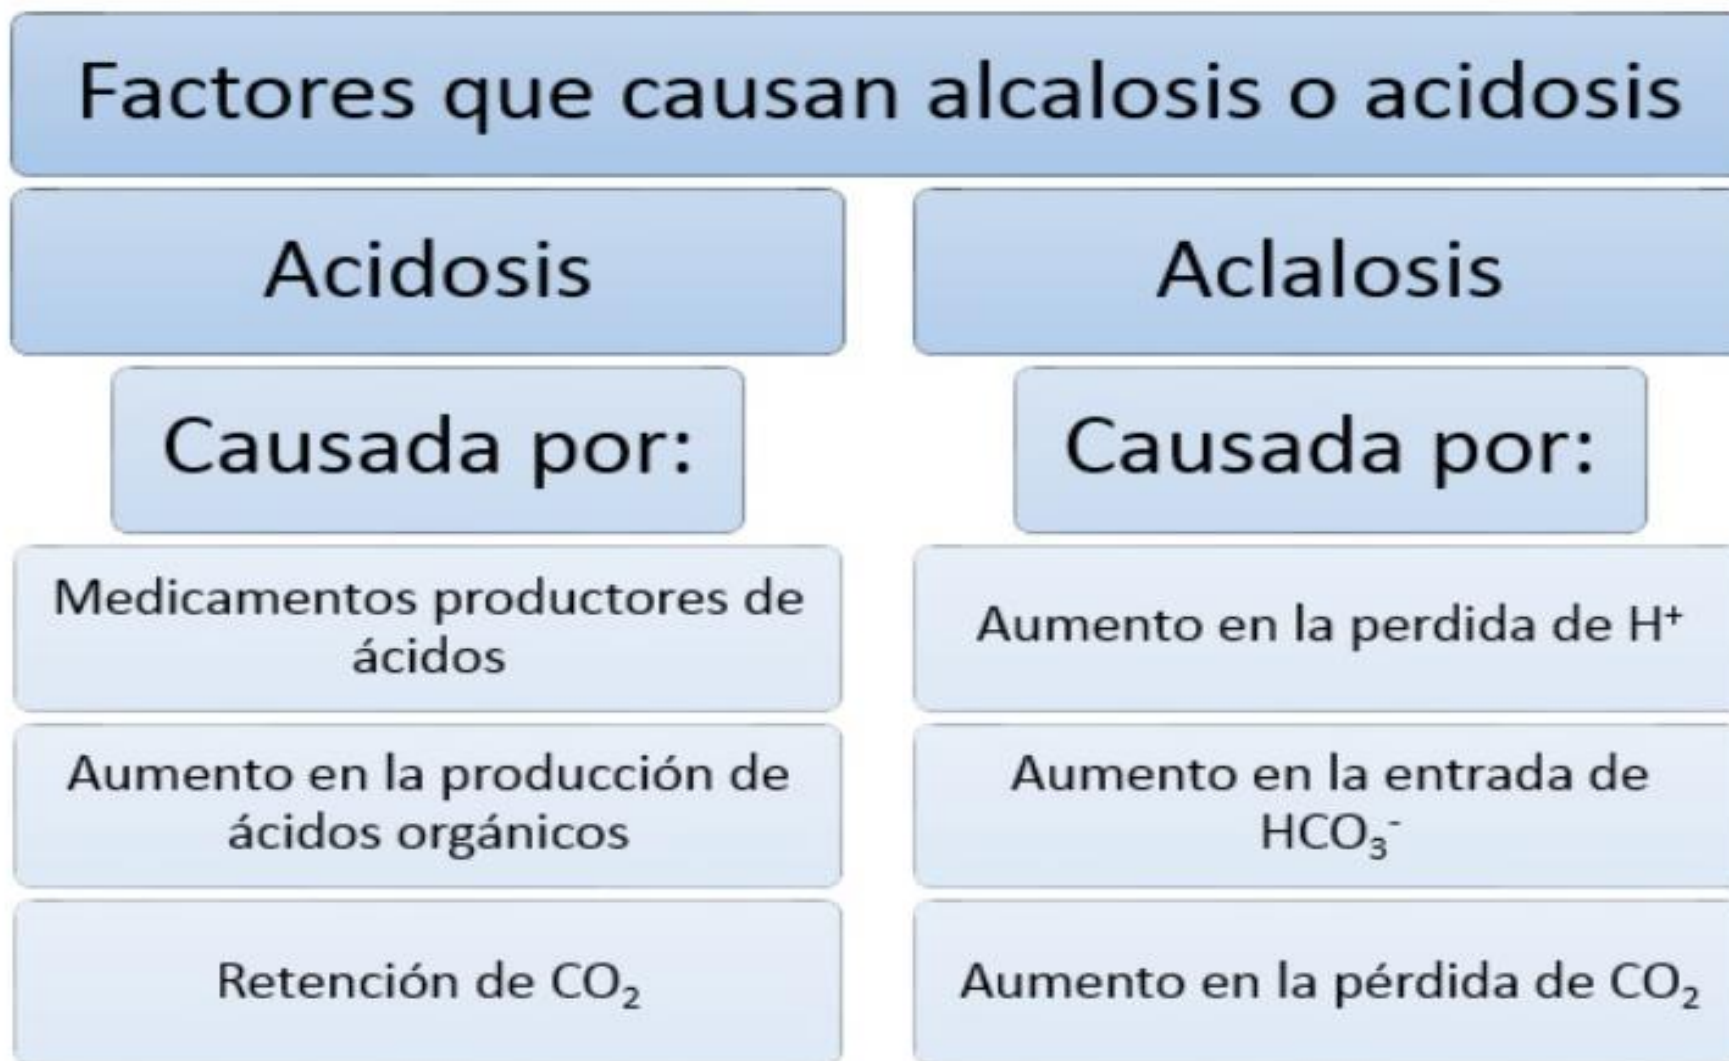 Factores que causan alcalosis o acidosis
Acidosis
Causada por:
Medicamentos productores de
ácidos
Aumento en la producción de
ácidos orgánicos
Retención de CO₂
Aclalosis
Causada por:
Aumento en la perdida de H⁺
Aumento en la entrada de
HCO₃⁻
Aumento en la pérdida de CO₂